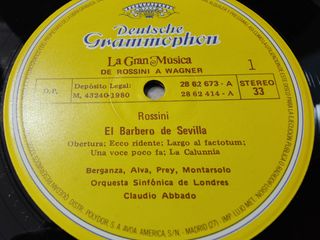 Deutsche
Grammophon
La Gran Música
DE ROSSINI A WAGNER
1
D.P.
Depósito Legal:
M. 43240-1980
28 62 673 - A
28 62 414 - A
STEREO
33
Rossini
El Barbero de Sevilla
Obertura; Ecco ridente; Largo al factotum;
Una voce poco fa; La Calunnia
Berganza, Alva, Prey, Montarsolo
Orquesta Sinfónica de Londres
Claudio Abbado